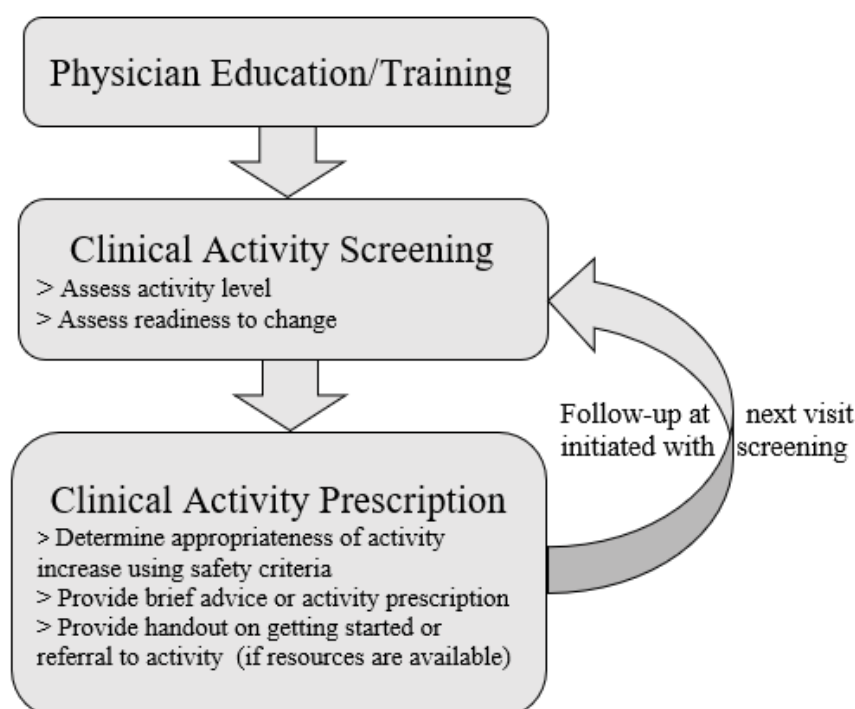 Physician Education/Training
Clinical Activity Screening
> Assess activity level
> Assess readiness to change
Follow-up at next visit
initiated with screening
Clinical Activity Prescription
> Determine appropriateness of activity
increase using safety criteria
> Provide brief advice or activity prescription
> Provide handout on getting started or
referral to activity (if resources are available)